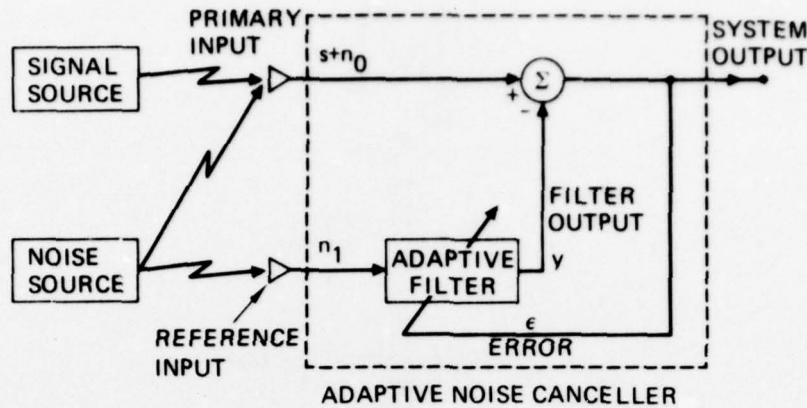 PRIMARY
INPUT
SIGNAL
SOURCE
s+n0
Σ
+
-
SYSTEM
OUTPUT
FILTER
OUTPUT
NOISE
SOURCE
n1
ADAPTIVE
FILTER
y
REFERENCE
INPUT
ϵ
ERROR
ADAPTIVE NOISE CANCELLER